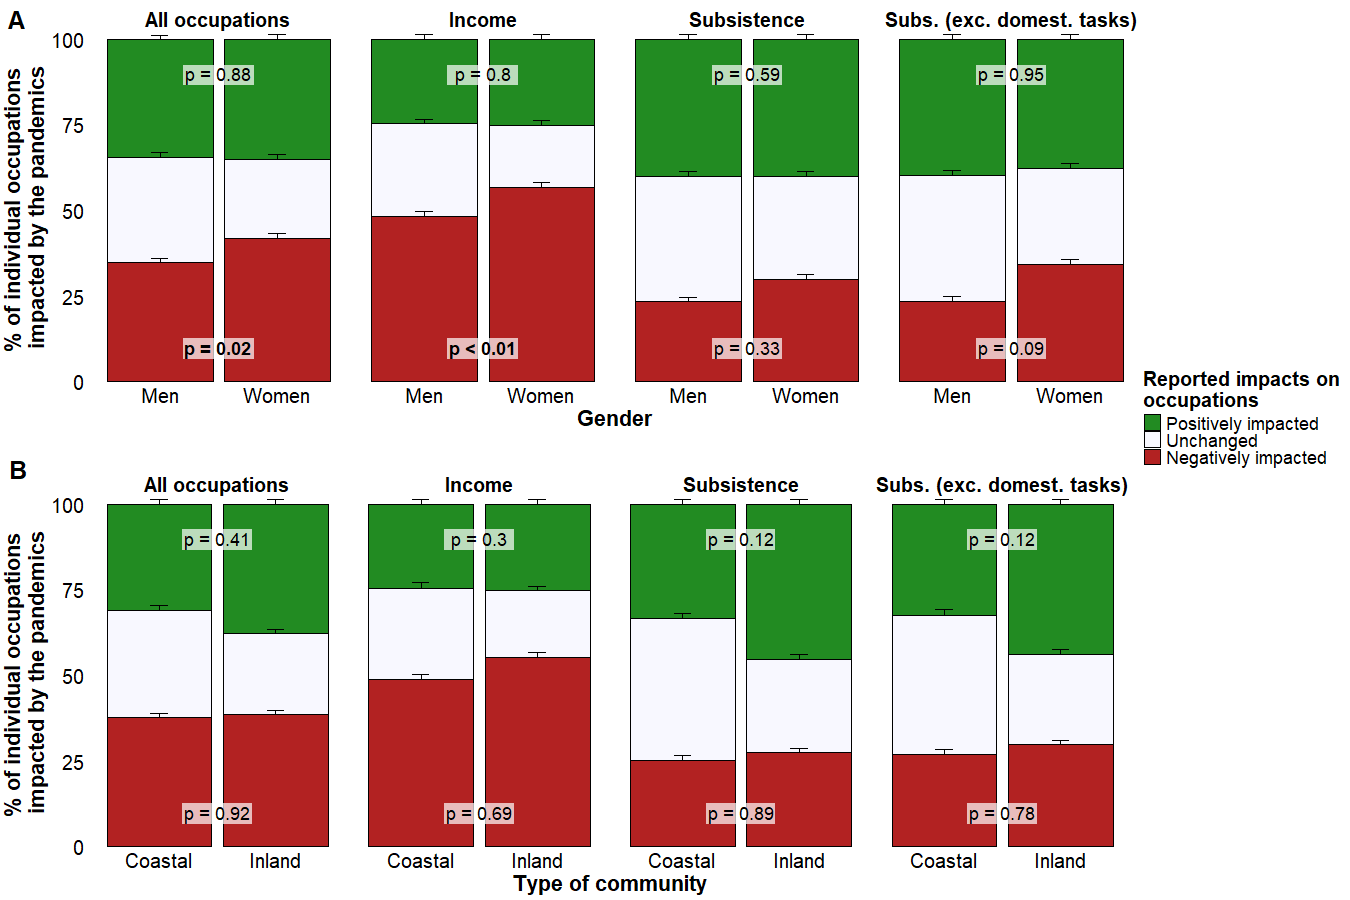 A
All occupations
Income
Subsistence
Subs. (exc. domest. tasks)
% of individual occupations
impacted by the pandemics
100
75
50
25
0
p = 0.88
p = 0.8
p = 0.59
p = 0.95
p = 0.02
p < 0.01
p = 0.33
p = 0.09
Men
Women
Men
Women
Men
Women
Men
Women
Gender
Reported impacts on
occupations
Positively impacted
Unchanged
Negatively impacted
B
All occupations
Income
Subsistence
Subs. (exc. domest. tasks)
% of individual occupations
impacted by the pandemics
100
75
50
25
0
p = 0.41
p = 0.3
p = 0.12
p = 0.12
p = 0.92
p = 0.69
p = 0.89
p = 0.78
Coastal
Inland
Coastal
Inland
Coastal
Inland
Coastal
Inland
Type of community